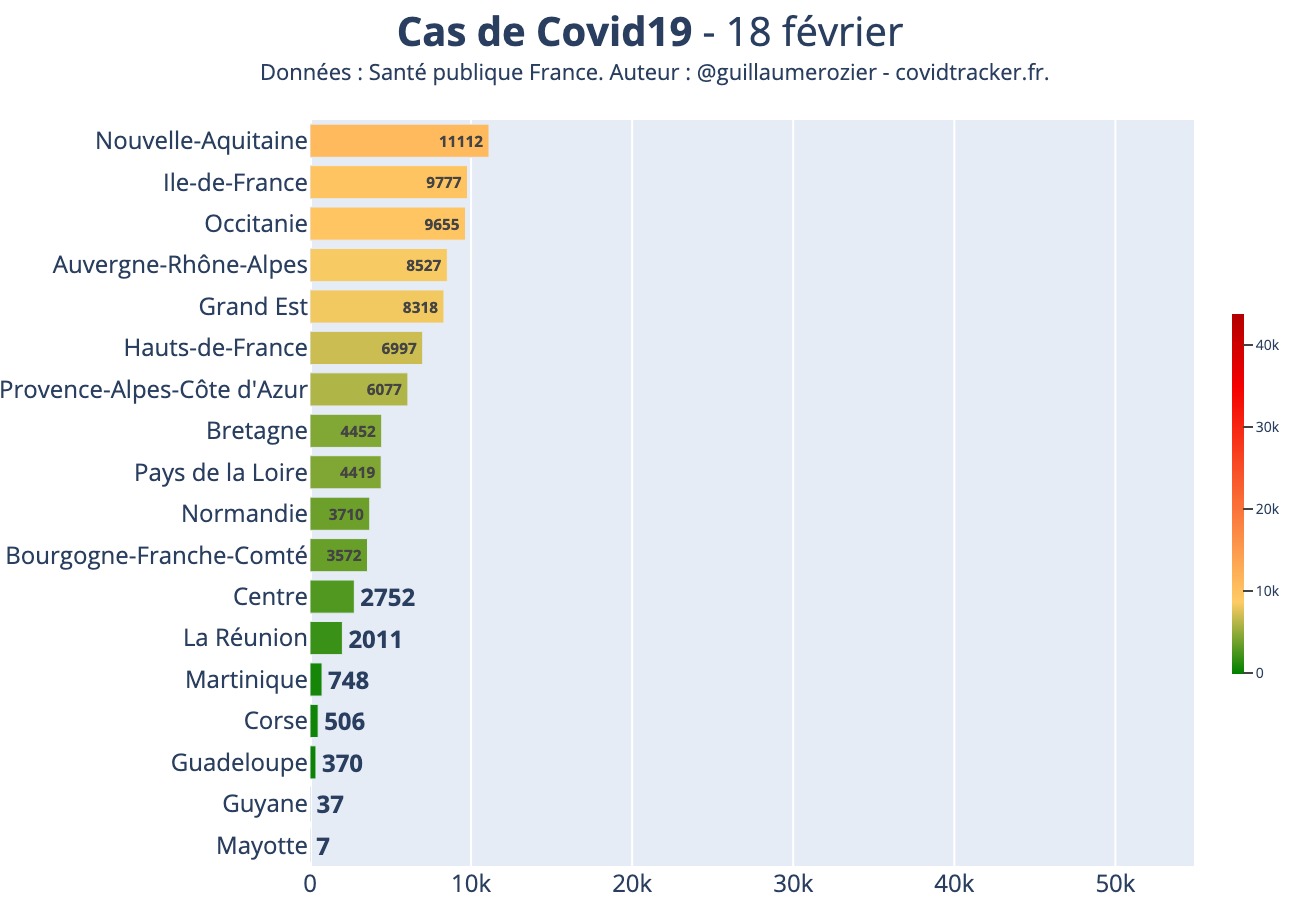 Cas de Covid19 - 18 février
Données : Santé publique France. Auteur : @guillaumerozier - covidtracker.fr.
Nouvelle-Aquitaine 11112
Ile-de-France 9777
Occitanie 9655
Auvergne-Rhône-Alpes 8527
Grand Est 8318
Hauts-de-France 6997
Provence-Alpes-Côte d'Azur 6077
Bretagne 4452
Pays de la Loire 4419
Normandie 3710
Bourgogne-Franche-Comté 3572
Centre 2752
La Réunion 2011
Martinique 748
Corse 506
Guadeloupe 370
Guyane 37
Mayotte 7
0 10k 20k 30k 40k 50k
40k
30k
20k
10k
0